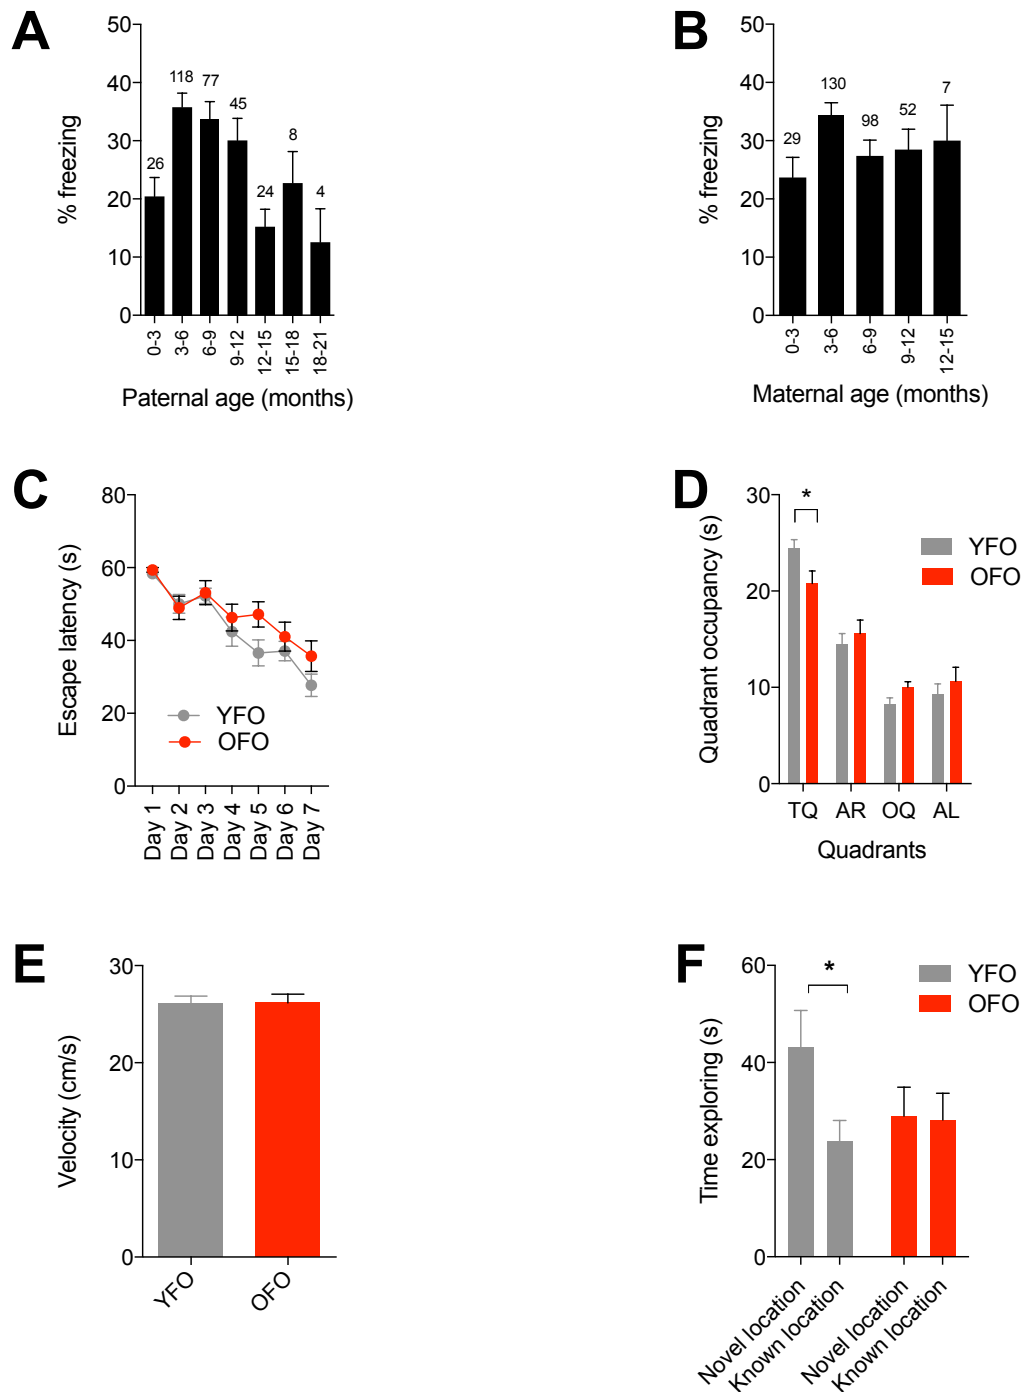 A
% freezing
50
40
30
20
10
0
26
118
77
45
24
8
4
0-3
3-6
6-9
9-12
12-15
15-18
18-21
Paternal age (months)
B
% freezing
50
40
30
20
10
0
29
130
98
52
7
0-3
3-6
6-9
9-12
12-15
Maternal age (months)
C
Escape latency (s)
80
60
40
20
0
YFO
OFO
Day 1
Day 2
Day 3
Day 4
Day 5
Day 6
Day 7
D
Quadrant occupancy (s)
30
20
10
0
*
YFO
OFO
TQ
AR
OQ
AL
Quadrants
E
Velocity (cm/s)
30
20
10
0
YFO
OFO
F
Time exploring (s)
60
40
20
0
*
YFO
OFO
Novel location
Known location
Novel location
Known location